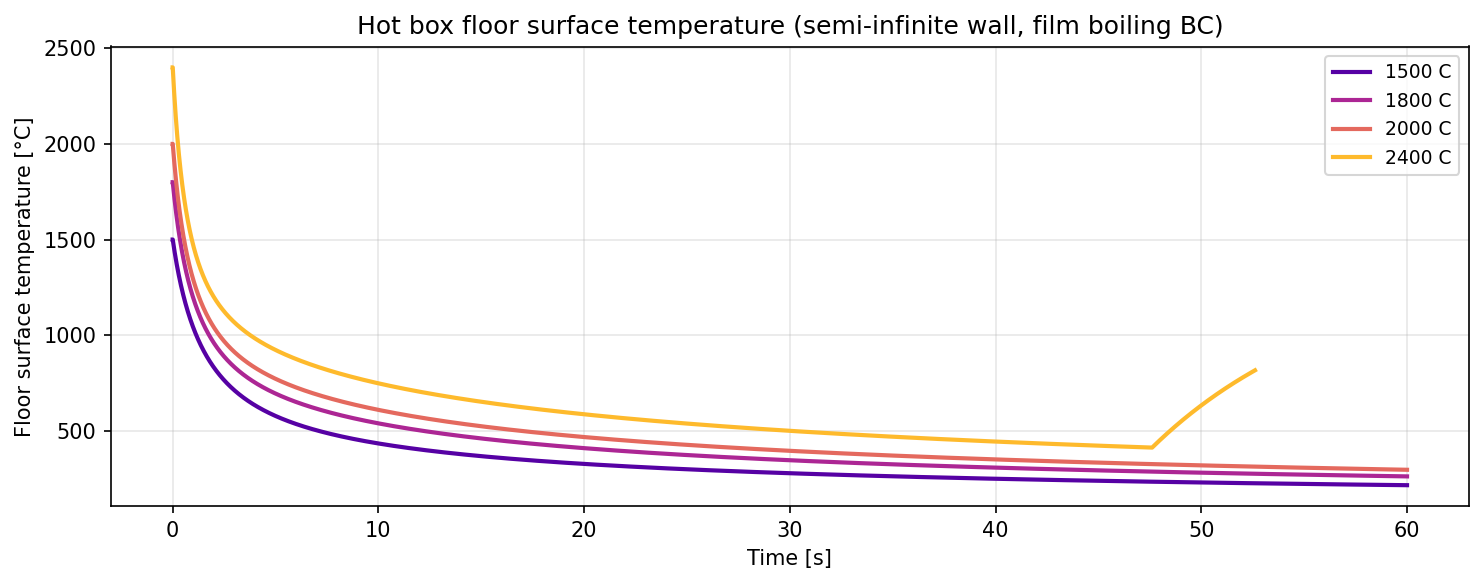 Hot box floor surface temperature (semi-infinite wall, film boiling BC)
Floor surface temperature [°C]
2500
2000
1500
1000
500
1500 C
1800 C
2000 C
2400 C
0
10
20
30
40
50
60
Time [s]